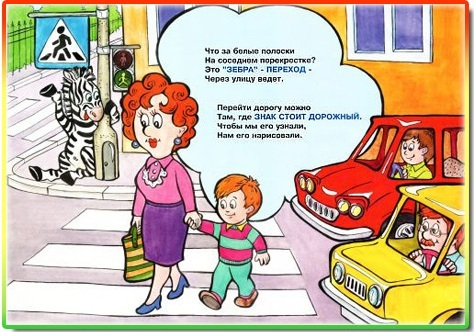 Что за белые полоски
На соседнем перекрестке?
Это "ЗЕБРА" - ПЕРЕХОД -
Через улицу ведет.
Перейти дорогу можно
Там, где ЗНАК СТОИТ ДОРОЖНЫЙ.
Чтобы мы его узнали,
Нам его нарисовали.